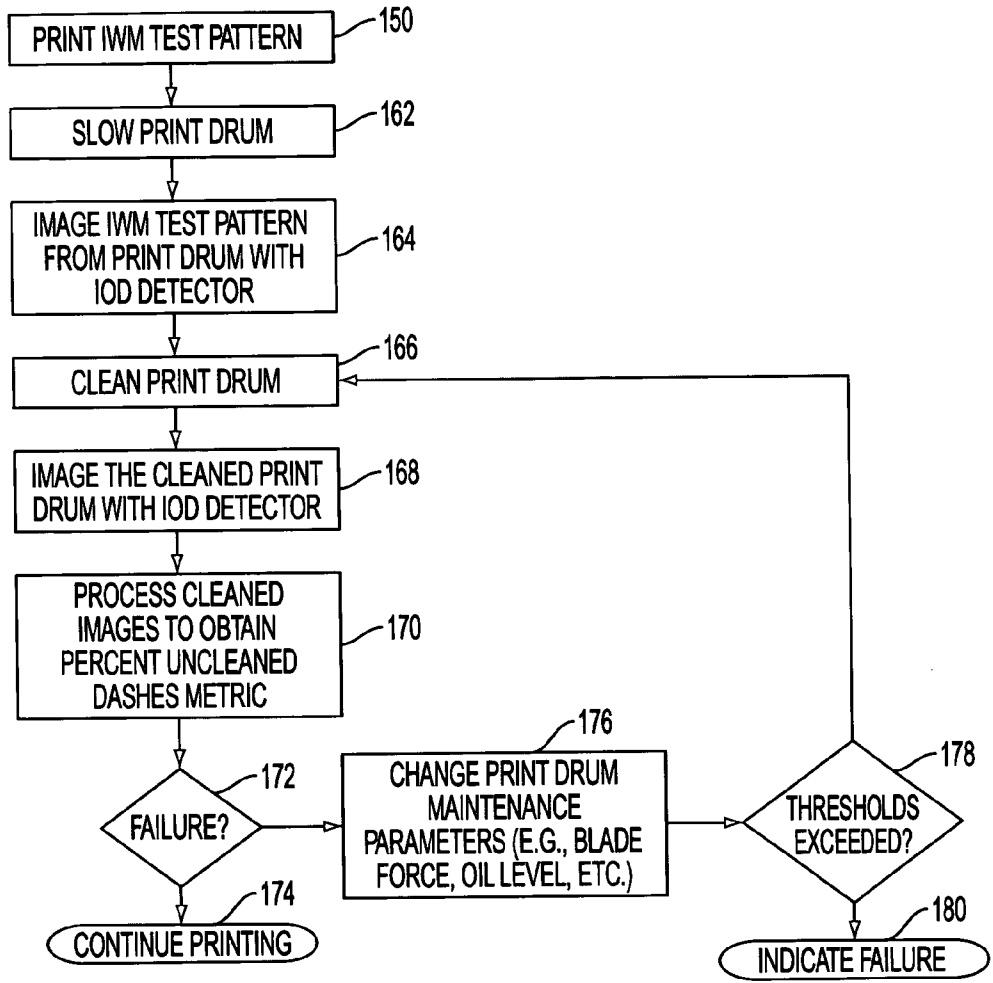 PRINT IWM TEST PATTERN
150
SLOW PRINT DRUM
162
IMAGE IWM TEST PATTERN
FROM PRINT DRUM WITH
IOD DETECTOR
164
CLEAN PRINT DRUM
166
IMAGE THE CLEANED PRINT
DRUM WITH IOD DETECTOR
168
PROCESS CLEANED
IMAGES TO OBTAIN
PERCENT UNCLEANED
DASHES METRIC
170
FAILURE?
172
CONTINUE PRINTING
174
CHANGE PRINT DRUM
MAINTENANCE
PARAMETERS (E.G., BLADE
FORCE, OIL LEVEL, ETC.)
176
THRESHOLDS
EXCEEDED?
178
INDICATE FAILURE
180